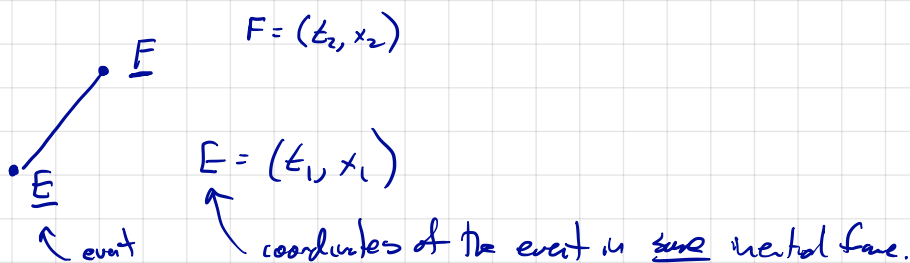 F = (t₂, x₂)
F
E = (t₁, x₁)
E
event
coordinates of the event in some inertial frame.